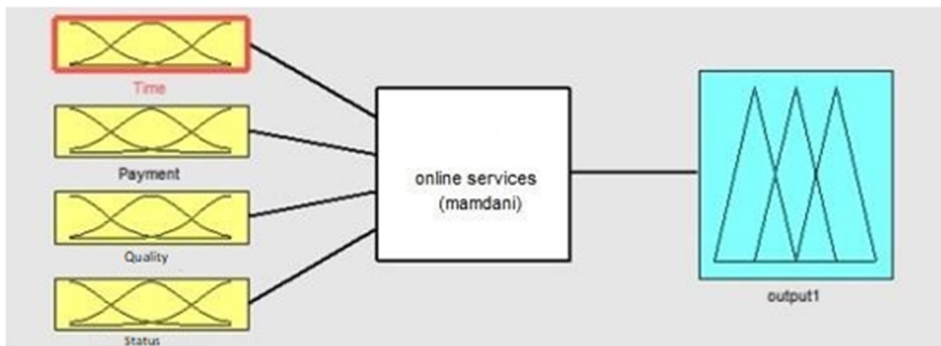 Time
Payment
Quality
Status
online services
(mamdani)
output1